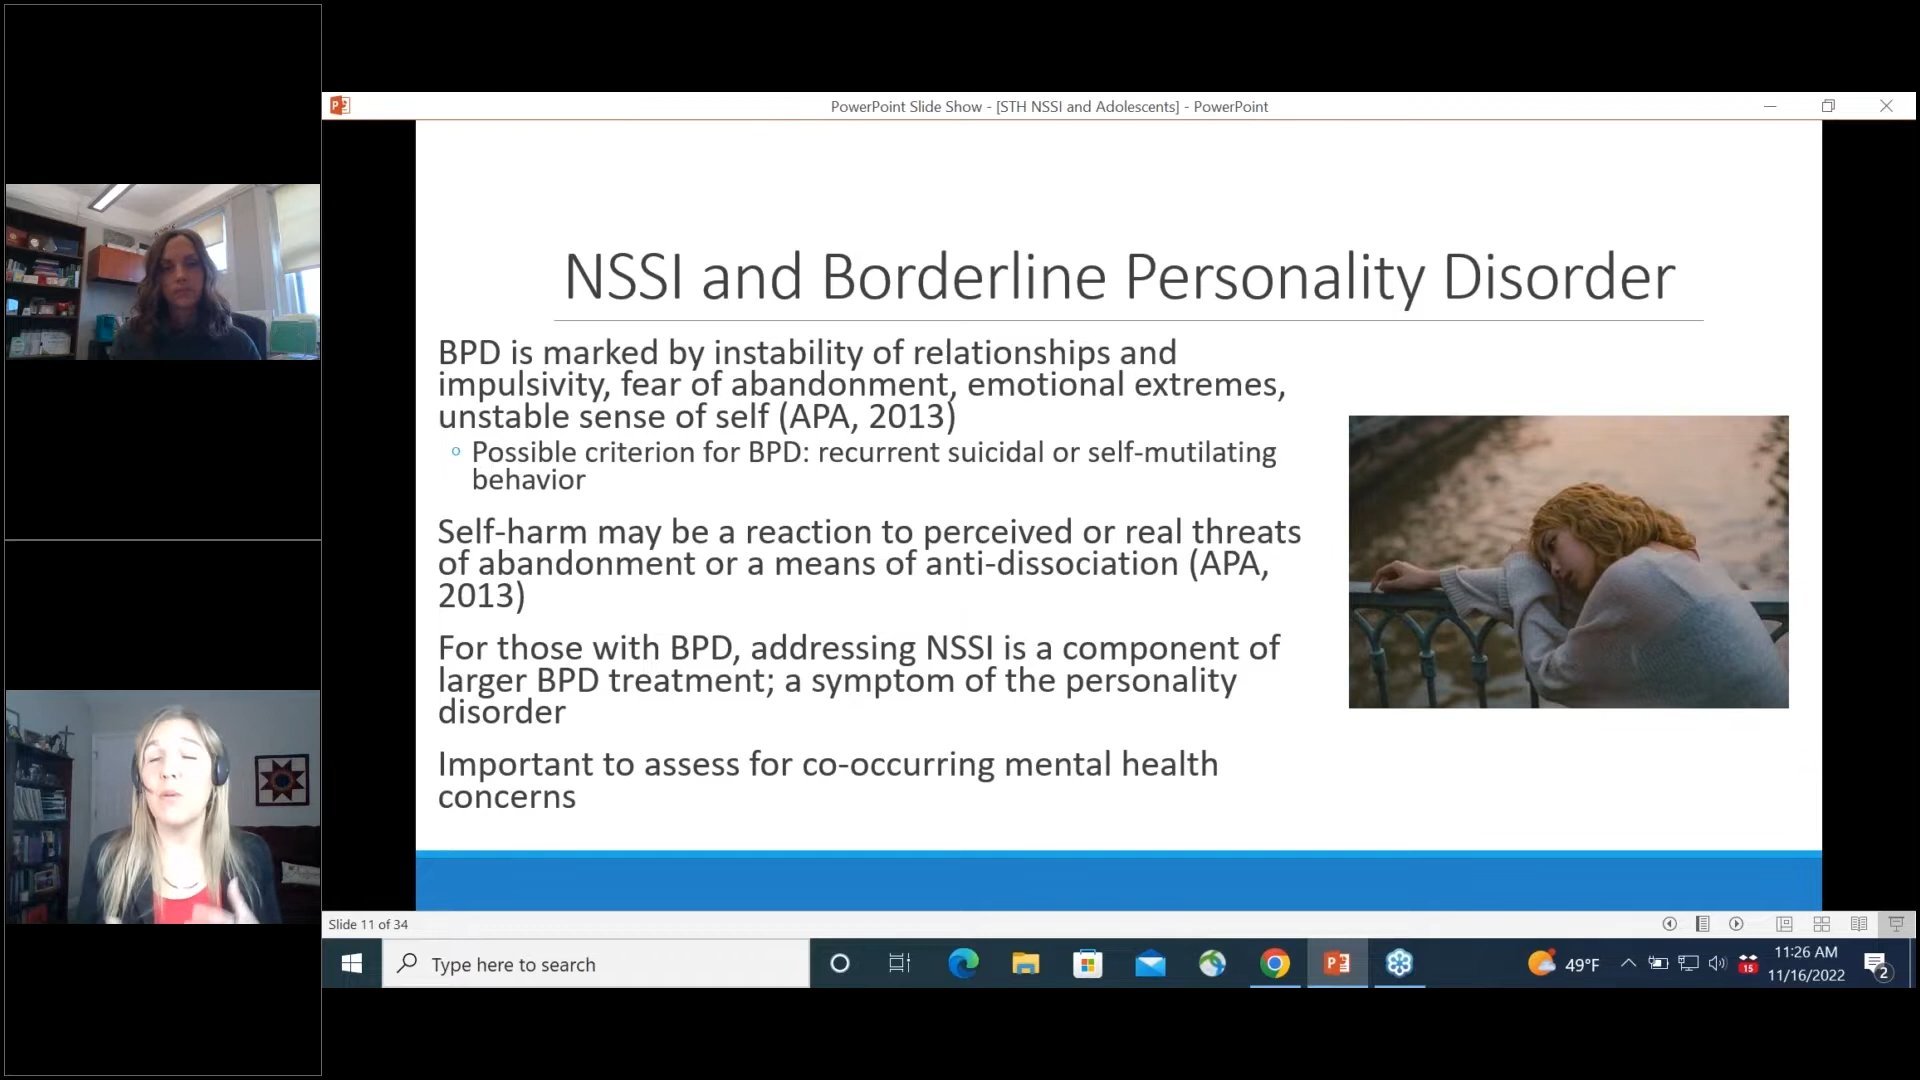 PowerPoint Slide Show - [STH NSSI and Adolescents] - PowerPoint
NSSI and Borderline Personality Disorder
BPD is marked by instability of relationships and
impulsivity, fear of abandonment, emotional extremes,
unstable sense of self (APA, 2013)
Possible criterion for BPD: recurrent suicidal or self-mutilating
behavior
Self-harm may be a reaction to perceived or real threats
of abandonment or a means of anti-dissociation (APA,
2013)
For those with BPD, addressing NSSI is a component of
larger BPD treatment; a symptom of the personality
disorder
Important to assess for co-occurring mental health
concerns
Slide 11 of 34
Type here to search
49°F
15
11:26 AM
11/16/2022
2